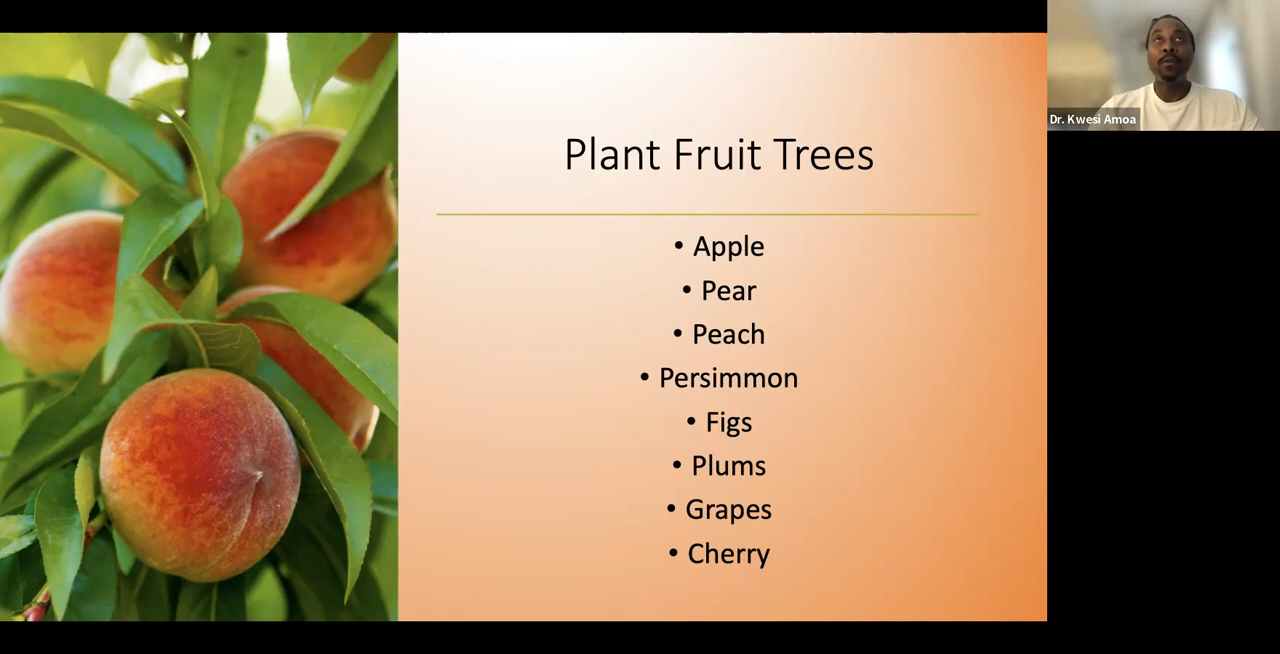 Plant Fruit Trees
• Apple
• Pear
• Peach
• Persimmon
• Figs
• Plums
• Grapes
• Cherry
Dr. Kwesi Amoa